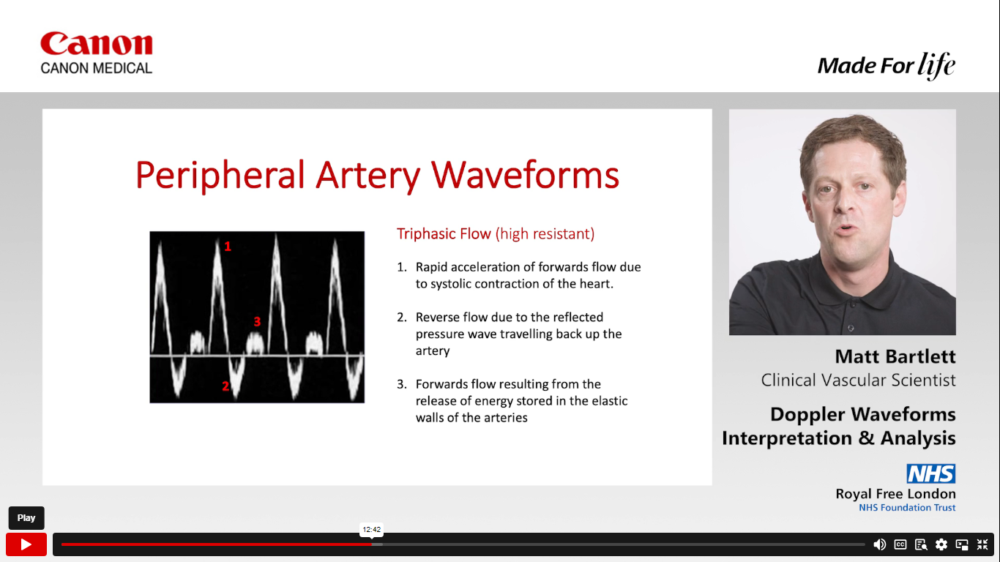 Canon
CANON MEDICAL
Made For life
Peripheral Artery Waveforms
1
3
2
Triphasic Flow (high resistant)
1. Rapid acceleration of forwards flow due
to systolic contraction of the heart.
2. Reverse flow due to the reflected
pressure wave travelling back up the
artery
3. Forwards flow resulting from the
release of energy stored in the elastic
walls of the arteries
Matt Bartlett
Clinical Vascular Scientist
Doppler Waveforms
Interpretation & Analysis
NHS
Royal Free London
NHS Foundation Trust
Play
12:42
CC